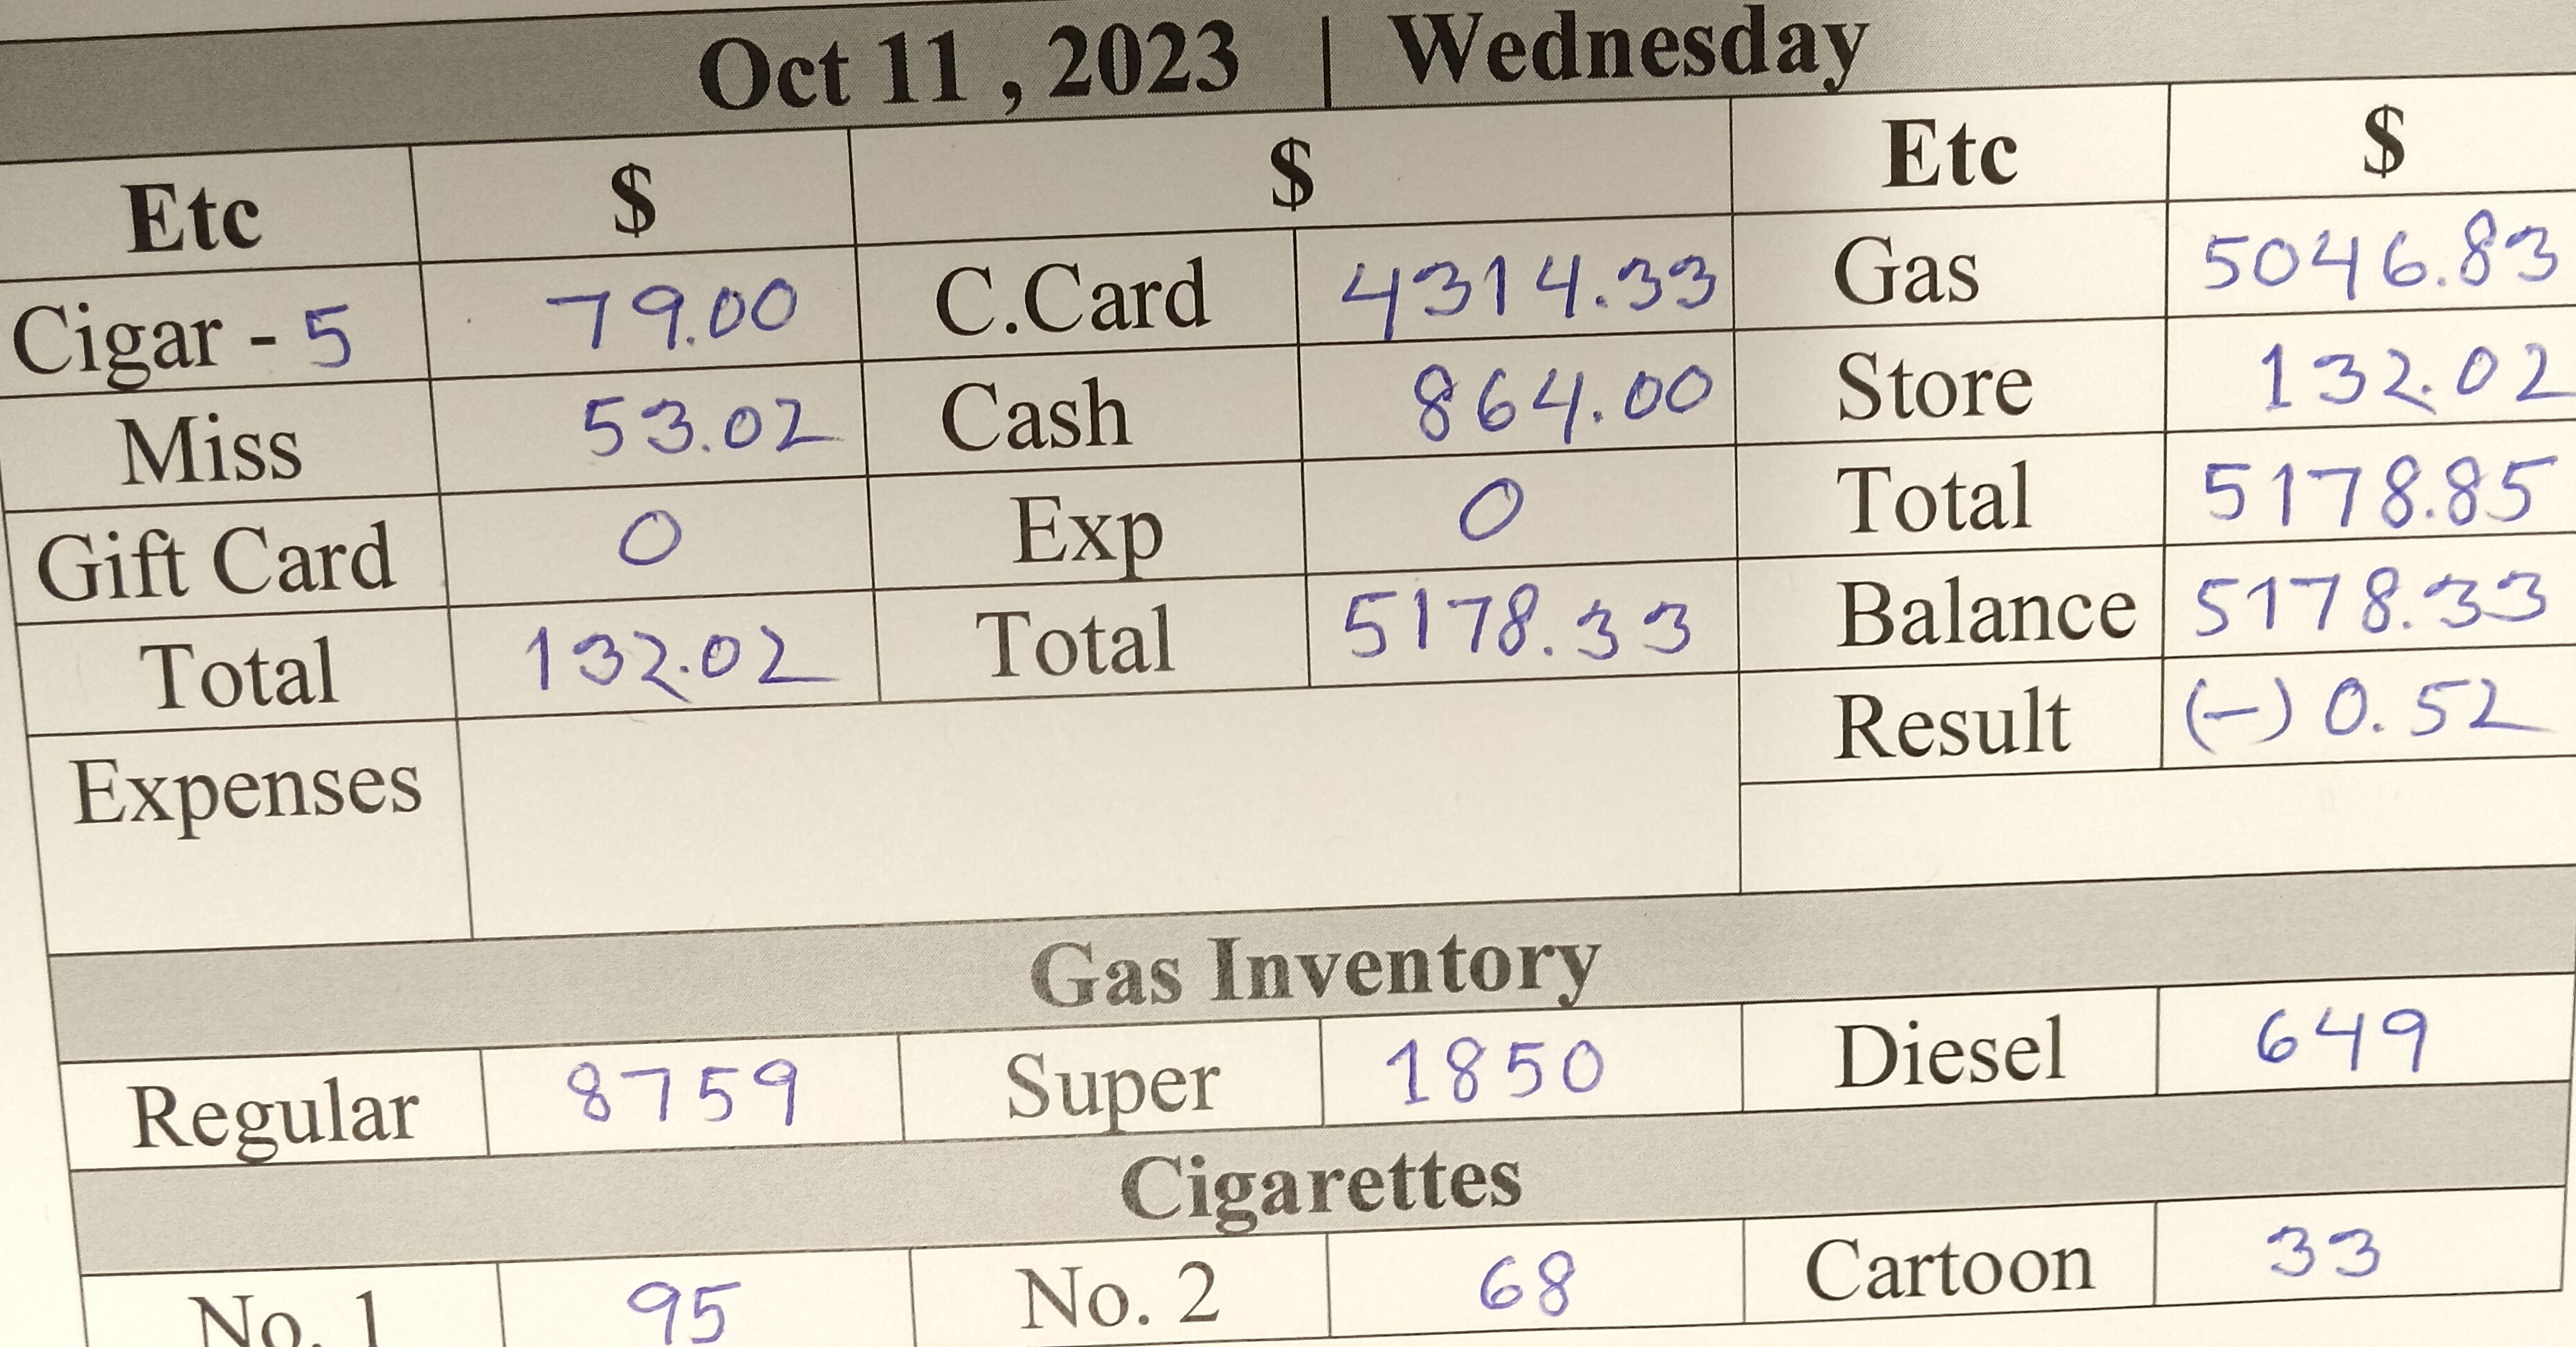 Oct 11 , 2023 | Wednesday
Etc $ $ Etc $
Cigar - 5 79.00 C.Card 4314.33 Gas 5046.83
Miss 53.02 Cash 864.00 Store 132.02
Gift Card 0 Exp 0 Total 5178.85
Total 132.02 Total 5178.33 Balance 5178.33
Expenses Result (-) 0.52
Gas Inventory
Regular 8759 Super 1850 Diesel 649
Cigarettes
No. 1 95 No. 2 68 Cartoon 33